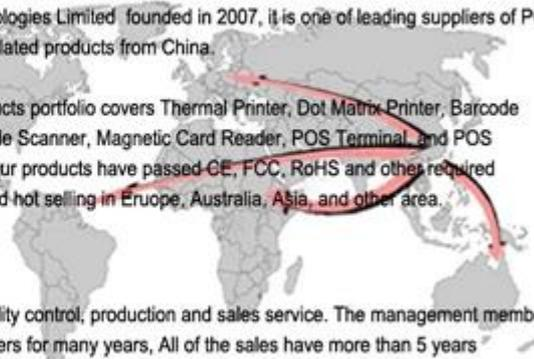 ologies Limited founded in 2007, it is one of leading suppliers of P
lated products from China.
ucts portfolio covers Thermal Printer, Dot Matrix Printer, Barcode
le Scanner, Magnetic Card Reader, POS Terminal, and POS
ur products have passed CE, FCC, RoHS and other required
d hot selling in Eruope, Australia, Asia, and other area.
lity control, production and sales service. The management memb
ers for many years, All of the sales have more than 5 years